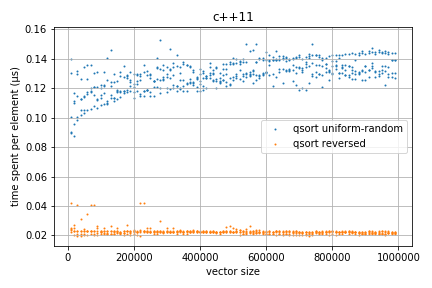 c++11
time spent per element (µs)
0.16
0.14
0.12
0.10
0.08
0.06
0.04
0.02
qsort uniform-random
qsort reversed
0 200000 400000 600000 800000 1000000
vector size